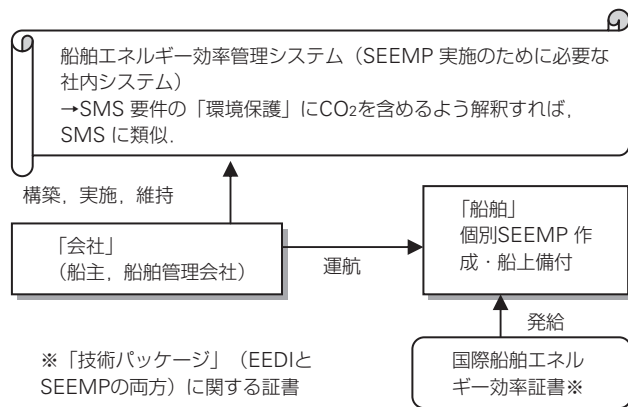 船舶エネルギー効率管理システム（SEEMP 実施のために必要な
社内システム）
→SMS 要件の「環境保護」にCO₂を含めるよう解釈すれば，
SMS に類似．
構築，実施，維持
「会社」
（船主，船舶管理会社）
運航
「船舶」
個別SEEMP 作
成・船上備付
発給
※「技術パッケージ」（EEDIと
SEEMPの両方）に関する証書
国際船舶エネル
ギー効率証書※